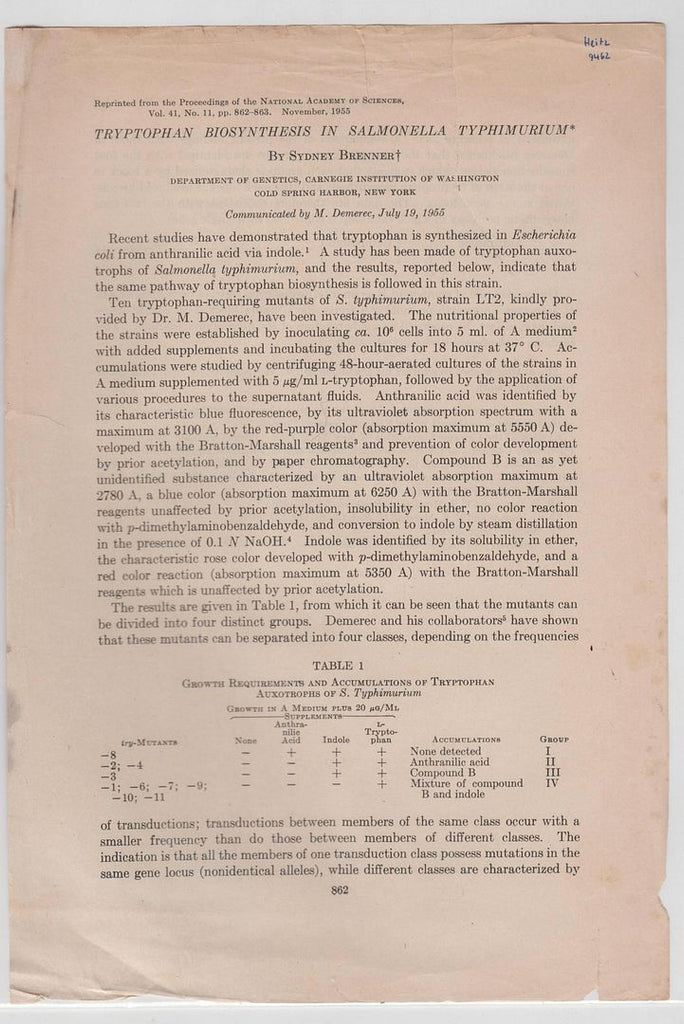 Heitz
9462
Reprinted from the Proceedings of the NATIONAL ACADEMY OF SCIENCES,
Vol. 41, No. 11, pp. 862–863. November, 1955
TRYPTOPHAN BIOSYNTHESIS IN SALMONELLA TYPHIMURIUM*
BY SYDNEY BRENNER†
DEPARTMENT OF GENETICS, CARNEGIE INSTITUTION OF WASHINGTON
COLD SPRING HARBOR, NEW YORK
Communicated by M. Demerec, July 19, 1955
Recent studies have demonstrated that tryptophan is synthesized in Escherichia
coli from anthranilic acid via indole.¹ A study has been made of tryptophan auxo-
trophs of Salmonella typhimurium, and the results, reported below, indicate that
the same pathway of tryptophan biosynthesis is followed in this strain.
Ten tryptophan-requiring mutants of S. typhimurium, strain LT2, kindly pro-
vided by Dr. M. Demerec, have been investigated. The nutritional properties of
the strains were established by inoculating ca. 10⁶ cells into 5 ml. of A medium²
with added supplements and incubating the cultures for 18 hours at 37° C. Ac-
cumulations were studied by centrifuging 48-hour-aerated cultures of the strains in
A medium supplemented with 5 μg/ml L-tryptophan, followed by the application of
various procedures to the supernatant fluids. Anthranilic acid was identified by
its characteristic blue fluorescence, by its ultraviolet absorption spectrum with a
maximum at 3100 A, by the red-purple color (absorption maximum at 5550 A) de-
veloped with the Bratton-Marshall reagents³ and prevention of color development
by prior acetylation, and by paper chromatography. Compound B is an as yet
unidentified substance characterized by an ultraviolet absorption maximum at
2780 A, a blue color (absorption maximum at 6250 A) with the Bratton-Marshall
reagents unaffected by prior acetylation, insolubility in ether, no color reaction
with p-dimethylaminobenzaldehyde, and conversion to indole by steam distillation
in the presence of 0.1 N NaOH.⁴ Indole was identified by its solubility in ether,
the characteristic rose color developed with p-dimethylaminobenzaldehyde, and a
red color reaction (absorption maximum at 5350 A) with the Bratton-Marshall
reagents which is unaffected by prior acetylation.
The results are given in Table 1, from which it can be seen that the mutants can
be divided into four distinct groups. Demerec and his collaborators⁵ have shown
that these mutants can be separated into four classes, depending on the frequencies
TABLE 1
GROWTH REQUIREMENTS AND ACCUMULATIONS OF TRYPTOPHAN
AUXOTROPHS OF S. Typhimurium
GROWTH IN A MEDIUM PLUS 20 μG/ML
SUPPLEMENTS
Anthra- L-
nilic Trypto-
try-MUTANTS None Acid Indole phan ACCUMULATIONS GROUP
−8 − + + + None detected I
−2; −4 − − + + Anthranilic acid II
−3 − − + + Compound B III
−1; −6; −7; −9; − − − + Mixture of compound IV
−10; −11 B and indole
of transductions; transductions between members of the same class occur with a
smaller frequency than do those between members of different classes. The
indication is that all the members of one transduction class possess mutations in the
same gene locus (nonidentical alleles), while different classes are characterized by
862